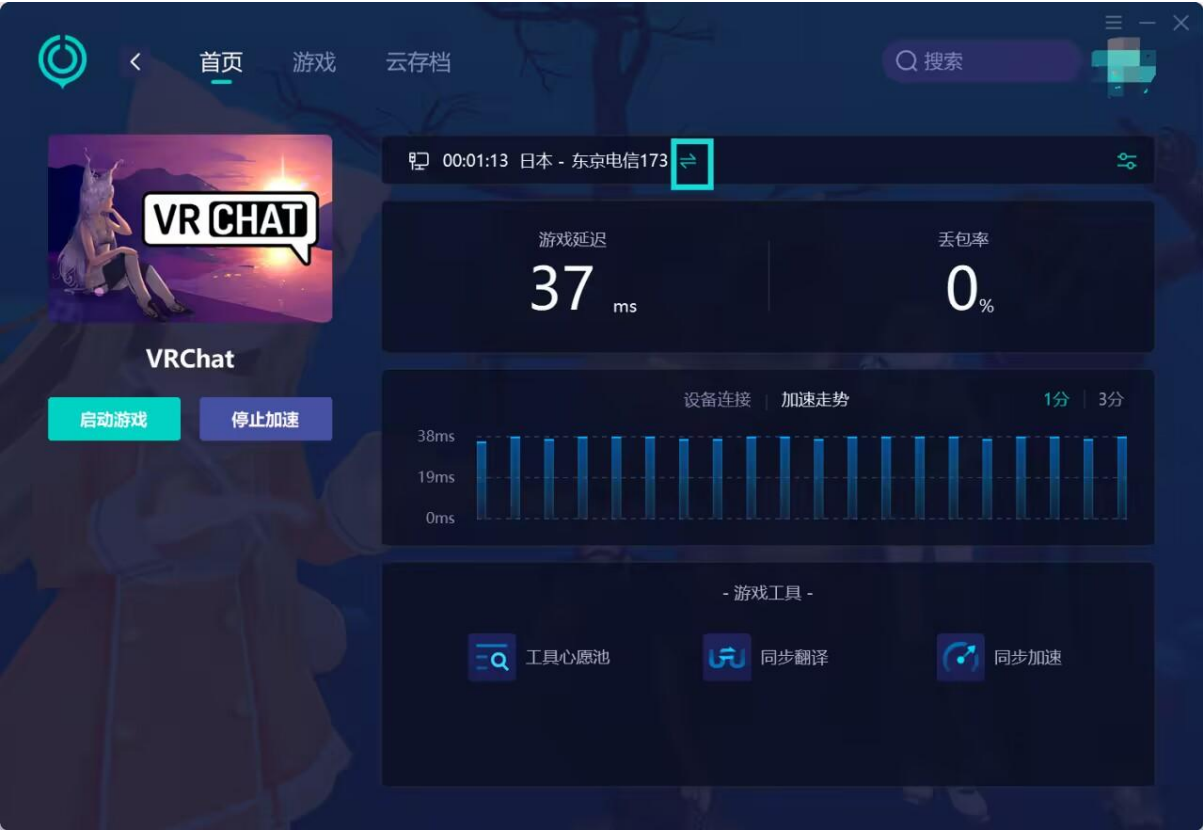 首页 游戏 云存档 搜索
00:01:13 日本 - 东京电信173
VR CHAT
游戏延迟 丢包率
37 ms 0%
VRChat
启动游戏 停止加速
设备连接 | 加速走势 1分 | 3分
38ms
19ms
0ms
- 游戏工具 -
工具心愿池 同步翻译 同步加速